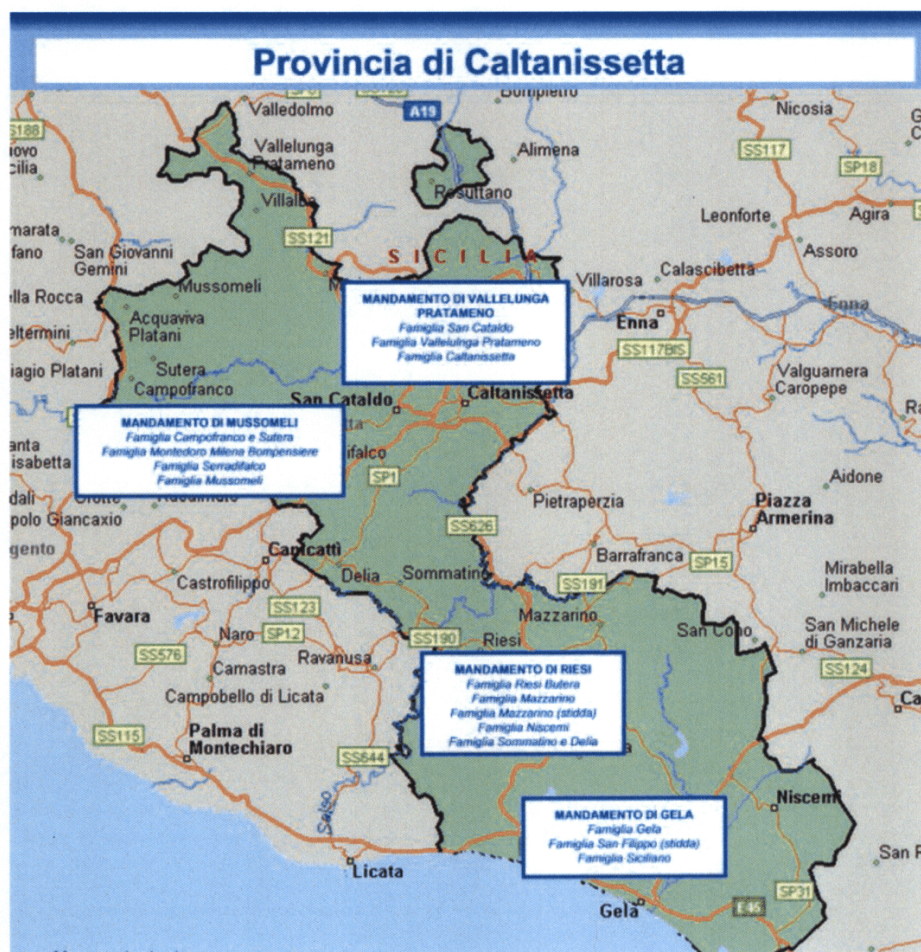 Provincia di Caltanissetta
Valledolmo
A19
Bompietro
Nicosia
SS188
Vallelunga
Pratameno
Alimena
SS117
SP18
Resuttano
Villalba
Leonforte
Agira
SS121
Assoro
San Giovanni
Gemini
SICILIA
Villarosa
Calascibetta
Mussomeli
Acquaviva
Platani
Enna
Enna
SS117BIS
Sutera
Campofranco
SS561
Valguarnera
Caropepe
MANDAMENTO DI VALLELUNGA
PRATAMENO
Famiglia San Cataldo
Famiglia Vallelunga Pratameno
Famiglia Caltanissetta
San Cataldo
Caltanissetta
MANDAMENTO DI MUSSOMELI
Famiglia Campofranco e Sutera
Famiglia Montedoro Milena Bompensiere
Famiglia Serradifalco
Famiglia Mussomeli
SP1
Aidone
Pietraperzia
Piazza
Armerina
SS626
Canicattì
Barrafranca
SP15
Delia
Sommatino
SS191
Mirabella
Imbaccari
Castrofilippo
SS123
Mazzarino
Favara
Naro
SP12
SS190
Riesi
San Cono
San Michele
di Ganzaria
SS576
Ravanusa
Camastra
SS124
Campobello di Licata
MANDAMENTO DI RIESI
Famiglia Riesi Butera
Famiglia Mazzarino
Famiglia Mazzarino (stidda)
Famiglia Niscemi
Famiglia Sommatino e Delia
SS115
Palma di
Montechiaro
SS644
Salso
Niscemi
MANDAMENTO DI GELA
Famiglia Gela
Famiglia San Filippo (stidda)
Famiglia Siciliano
Licata
SP31
Gela
E45